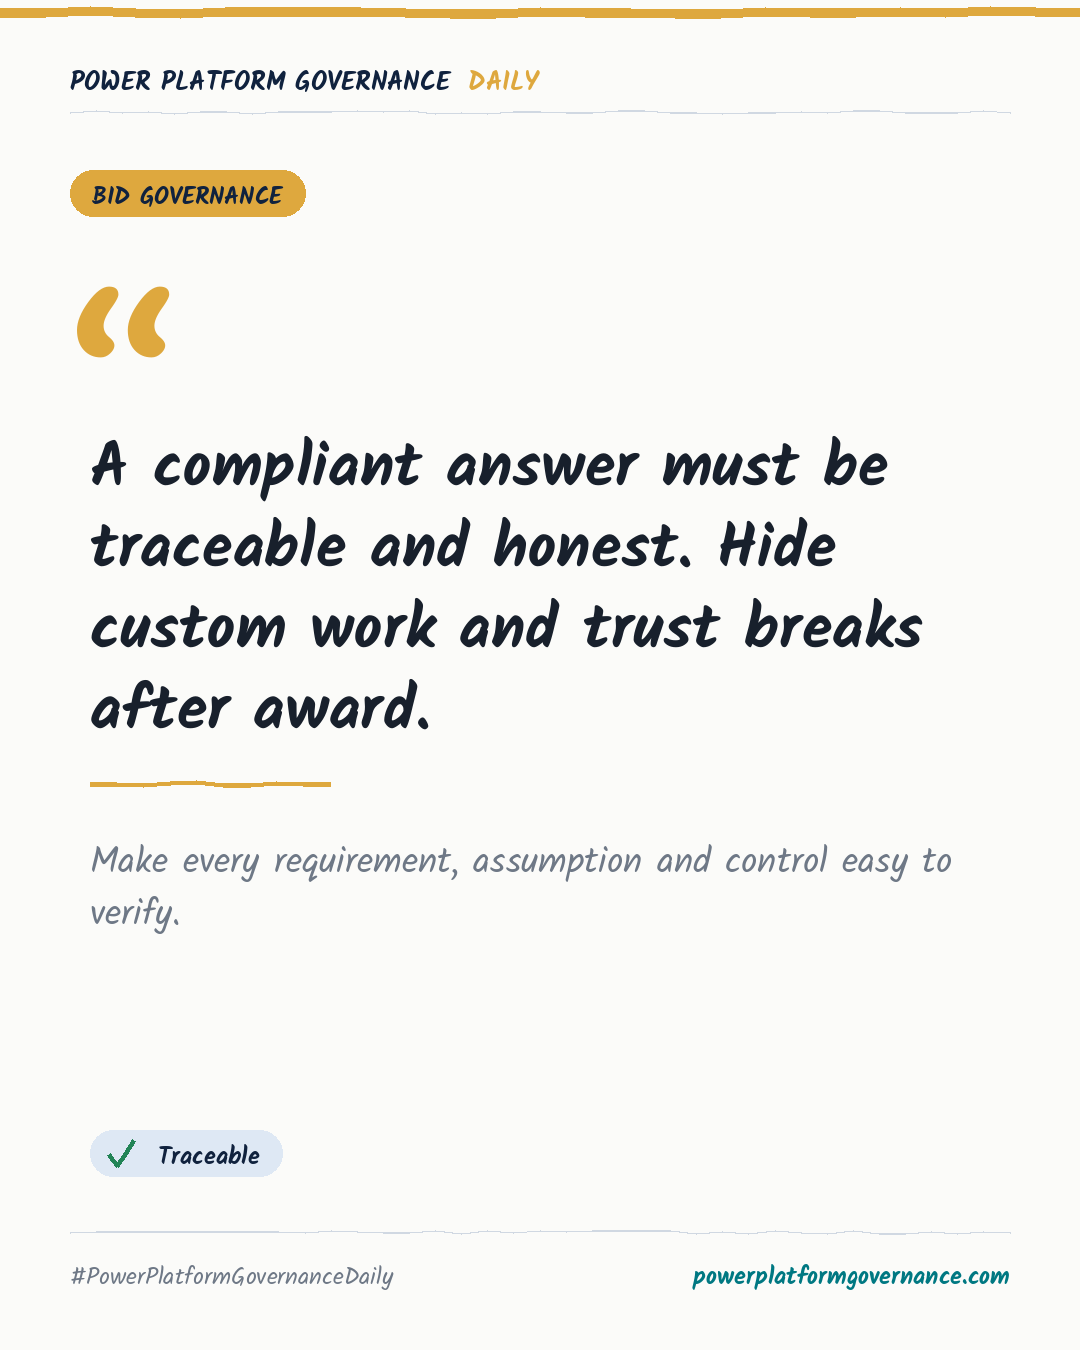 POWER PLATFORM GOVERNANCE DAILY
BID GOVERNANCE
“
A compliant answer must be
traceable and honest. Hide
custom work and trust breaks
after award.
Make every requirement, assumption and control easy to
verify.
✓ Traceable
#PowerPlatformGovernanceDaily
powerplatformgovernance.com